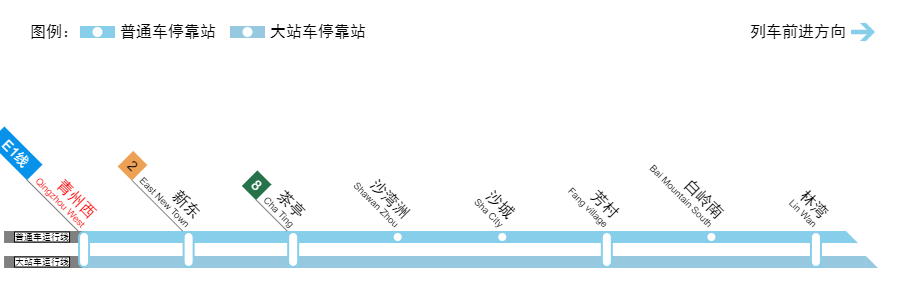 图例： 普通车停靠站 大站车停靠站 列车前进方向
E1线
青州西
Qingzhou West
2
新东
East New Town
8
茶亭
Cha Ting
沙湾洲
Shawan Zhou
沙城
Sha City
芳村
Fang village
白岭南
Bai Mountain South
林湾
Lin Wan
普通车运行线
大站车运行线